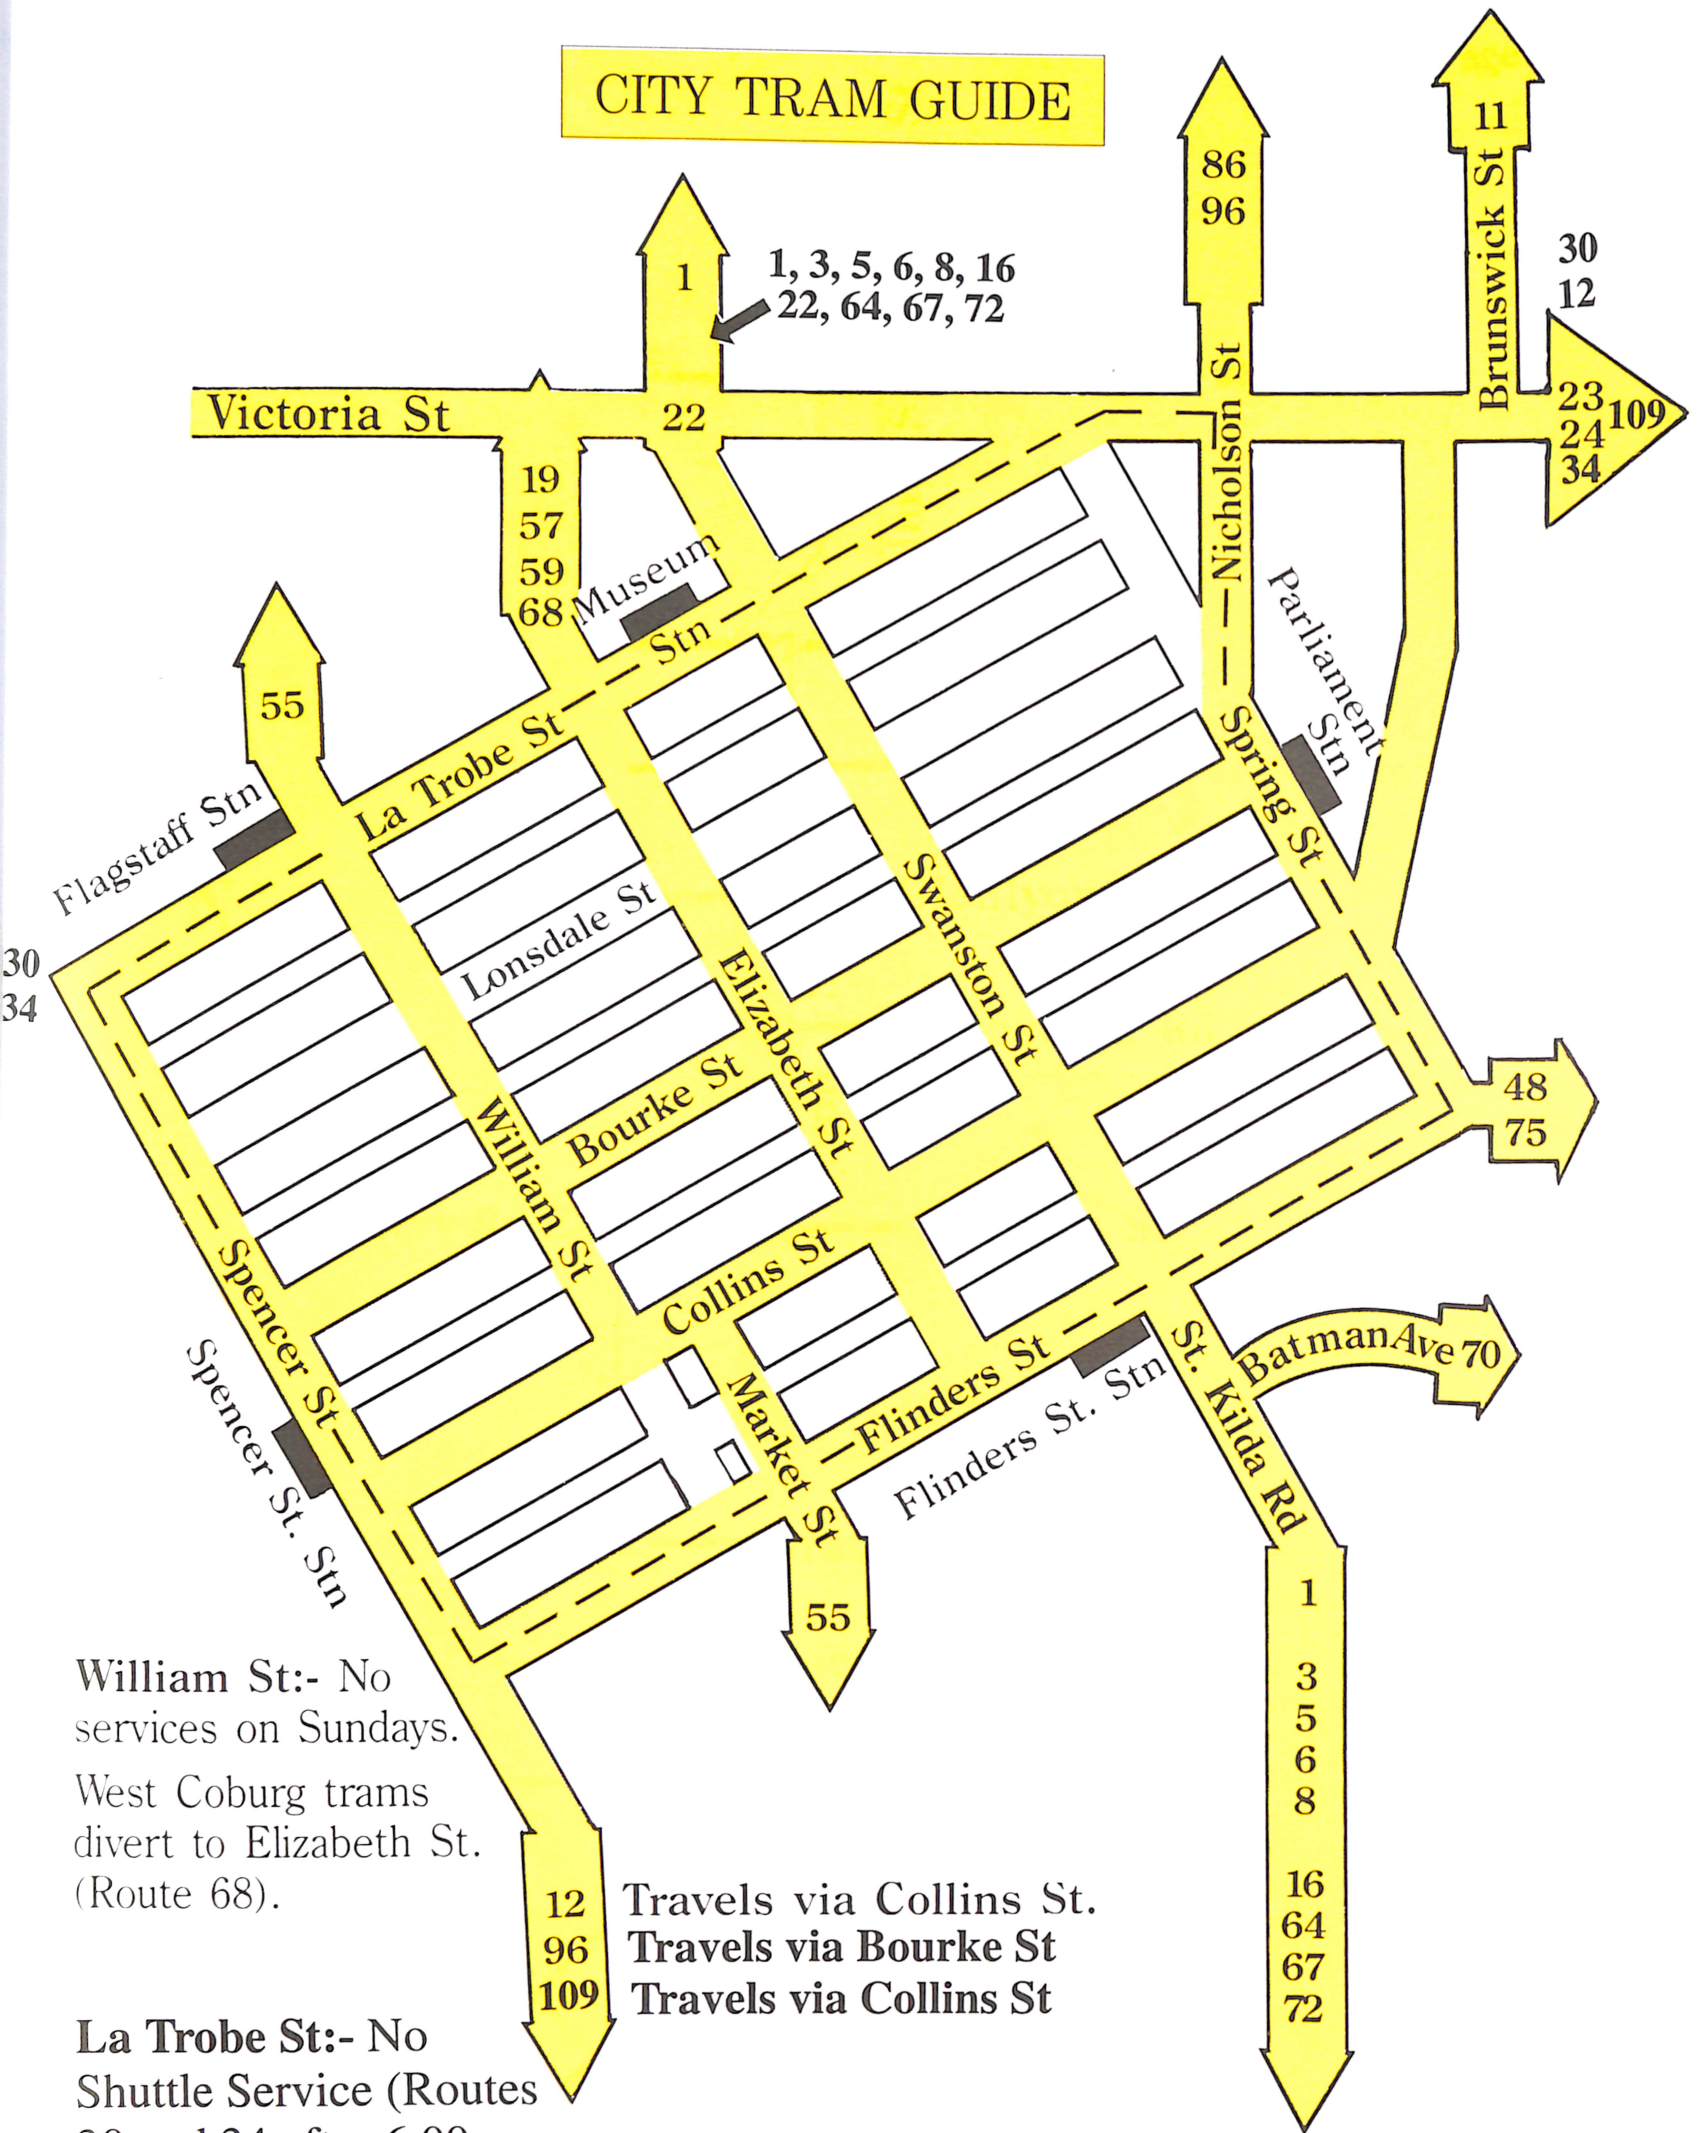 CITY TRAM GUIDE
11
86
96
Brunswick St
30
12
1
1, 3, 5, 6, 8, 16
22, 64, 67, 72
Victoria St
22
Nicholson St
23
24
34
109
19
57
59
68
Museum
Stn
Parliament
Stn
55
La Trobe St
Spring St
Flagstaff Stn
Lonsdale St
Swanston St
30
34
Elizabeth St
Bourke St
48
75
William St
Collins St
Spencer St
Spencer St. Stn
Market St
Flinders St
Flinders St. Stn
St. Kilda Rd
Batman Ave 70
55
1
3
5
6
8
16
64
67
72
William St:- No
services on Sundays.
West Coburg trams
divert to Elizabeth St.
(Route 68).
12 Travels via Collins St.
96 Travels via Bourke St
109 Travels via Collins St
La Trobe St:- No
Shuttle Service (Routes